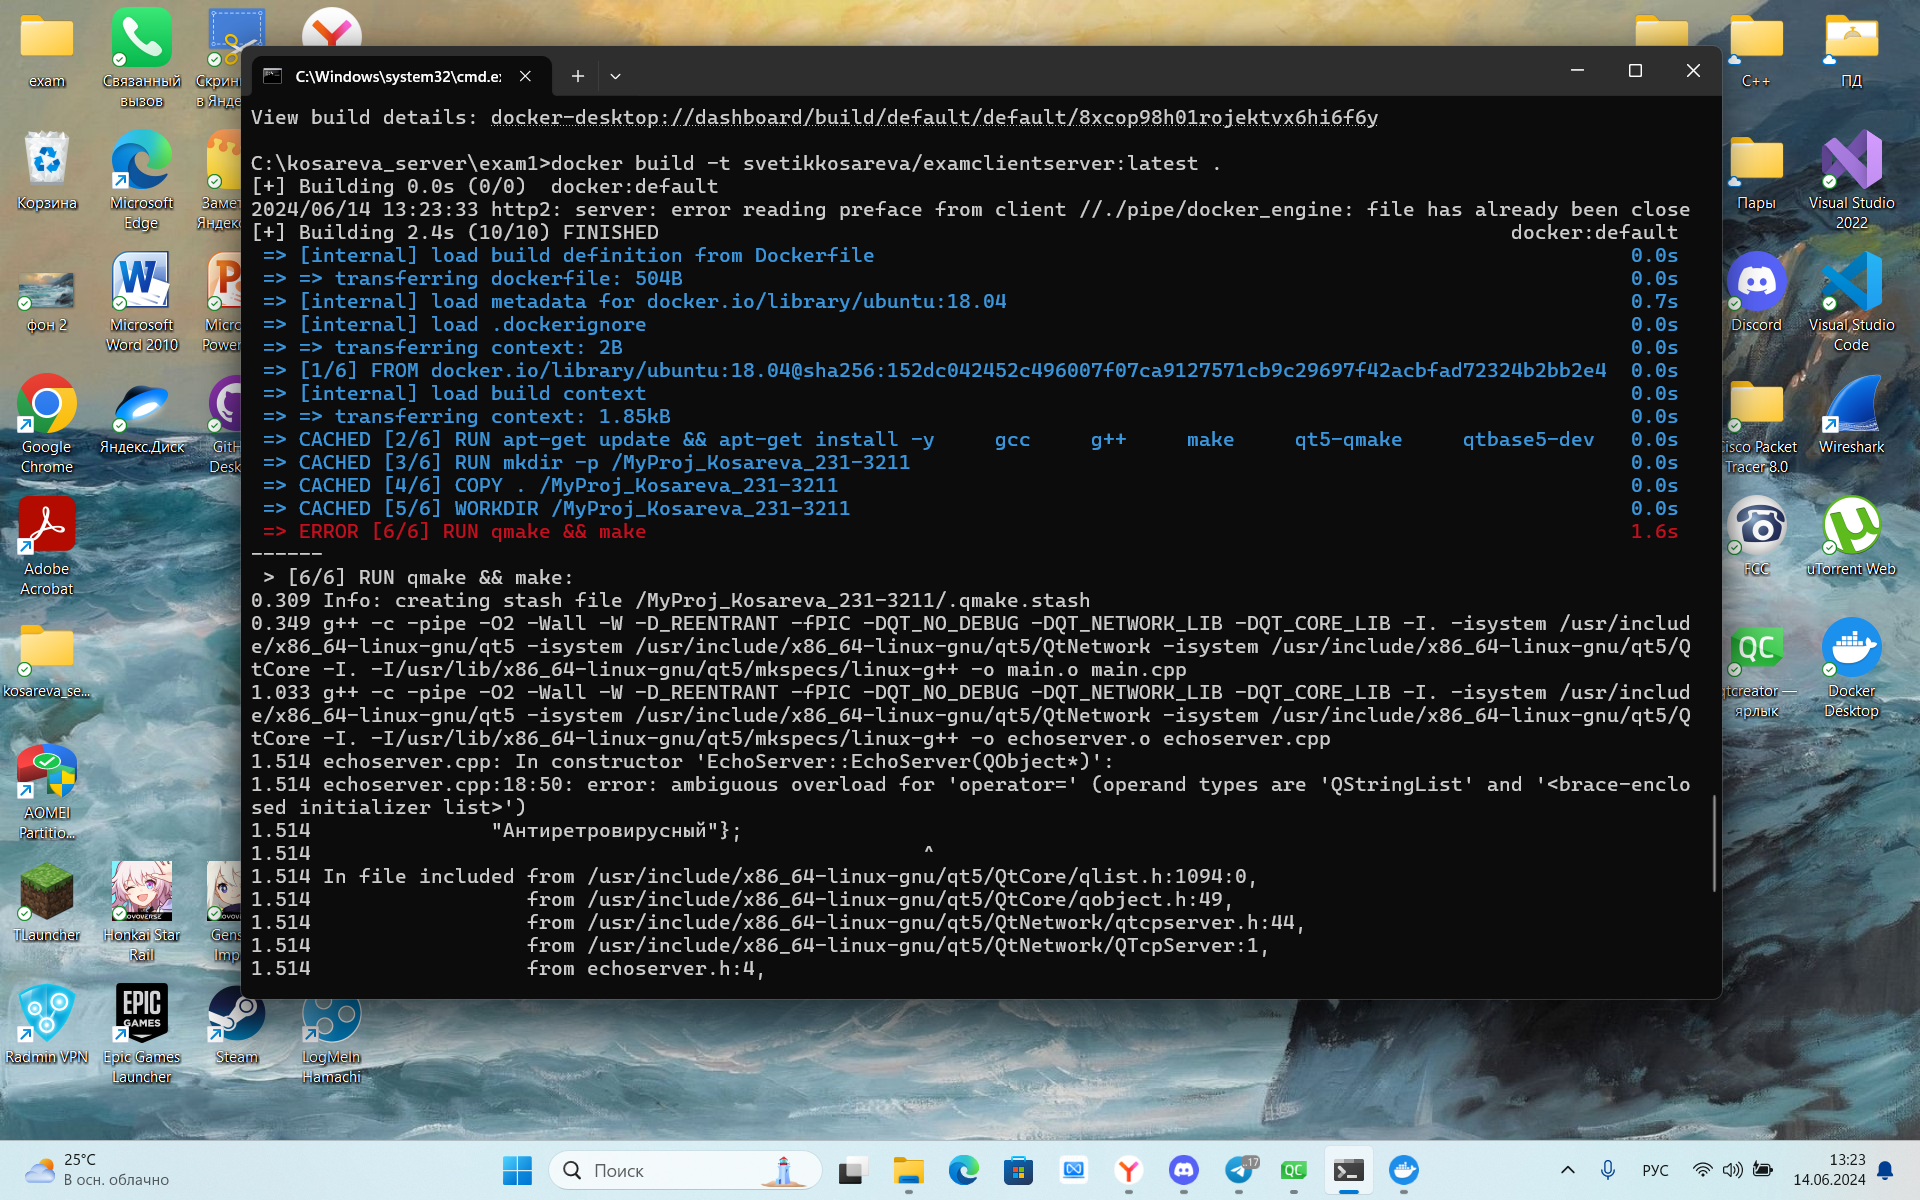 exam
Связанный
вызов
Скрин
в Янде
C++
ПД
Корзина
Microsoft
Edge
Замет
Яндекс
Пары
Visual Studio
2022
фон 2
Microsoft
Word 2010
Micro
Power
Discord
Visual Studio
Code
Google
Chrome
Яндекс.Диск
GitH
Desk
isco Packet
Tracer 8.0
Wireshark
Adobe
Acrobat
FCC
uTorrent Web
kosareva_se...
qtcreator —
ярлык
Docker
Desktop
AOMEI
Partitio...
TLauncher
Honkai Star
Rail
Gens
Imp
Radmin VPN
Epic Games
Launcher
Steam
LogMeIn
Hamachi
C:\Windows\system32\cmd.e
View build details: docker-desktop://dashboard/build/default/default/8xcop98h01rojektvx6hi6f6y
C:\kosareva_server\exam1>docker build -t svetikkosareva/examclientserver:latest .
[+] Building 0.0s (0/0)  docker:default
2024/06/14 13:23:33 http2: server: error reading preface from client //./pipe/docker_engine: file has already been close
[+] Building 2.4s (10/10) FINISHED docker:default
=> [internal] load build definition from Dockerfile 0.0s
=> => transferring dockerfile: 504B 0.0s
=> [internal] load metadata for docker.io/library/ubuntu:18.04 0.7s
=> [internal] load .dockerignore 0.0s
=> => transferring context: 2B 0.0s
=> [1/6] FROM docker.io/library/ubuntu:18.04@sha256:152dc042452c496007f07ca9127571cb9c29697f42acbfad72324b2bb2e4 0.0s
=> [internal] load build context 0.0s
=> => transferring context: 1.85kB 0.0s
=> CACHED [2/6] RUN apt-get update && apt-get install -y     gcc     g++     make     qt5-qmake     qtbase5-dev 0.0s
=> CACHED [3/6] RUN mkdir -p /MyProj_Kosareva_231-3211 0.0s
=> CACHED [4/6] COPY . /MyProj_Kosareva_231-3211 0.0s
=> CACHED [5/6] WORKDIR /MyProj_Kosareva_231-3211 0.0s
=> ERROR [6/6] RUN qmake && make 1.6s
------
> [6/6] RUN qmake && make:
0.309 Info: creating stash file /MyProj_Kosareva_231-3211/.qmake.stash
0.349 g++ -c -pipe -O2 -Wall -W -D_REENTRANT -fPIC -DQT_NO_DEBUG -DQT_NETWORK_LIB -DQT_CORE_LIB -I. -isystem /usr/includ
e/x86_64-linux-gnu/qt5 -isystem /usr/include/x86_64-linux-gnu/qt5/QtNetwork -isystem /usr/include/x86_64-linux-gnu/qt5/Q
tCore -I. -I/usr/lib/x86_64-linux-gnu/qt5/mkspecs/linux-g++ -o main.o main.cpp
1.033 g++ -c -pipe -O2 -Wall -W -D_REENTRANT -fPIC -DQT_NO_DEBUG -DQT_NETWORK_LIB -DQT_CORE_LIB -I. -isystem /usr/includ
e/x86_64-linux-gnu/qt5 -isystem /usr/include/x86_64-linux-gnu/qt5/QtNetwork -isystem /usr/include/x86_64-linux-gnu/qt5/Q
tCore -I. -I/usr/lib/x86_64-linux-gnu/qt5/mkspecs/linux-g++ -o echoserver.o echoserver.cpp
1.514 echoserver.cpp: In constructor 'EchoServer::EchoServer(QObject*)':
1.514 echoserver.cpp:18:50: error: ambiguous overload for 'operator=' (operand types are 'QStringList' and '<brace-enclo
sed initializer list>')
1.514               "Антиретровирусный"};
1.514                                                   ^
1.514 In file included from /usr/include/x86_64-linux-gnu/qt5/QtCore/qlist.h:1094:0,
1.514                  from /usr/include/x86_64-linux-gnu/qt5/QtCore/qobject.h:49,
1.514                  from /usr/include/x86_64-linux-gnu/qt5/QtNetwork/qtcpserver.h:44,
1.514                  from /usr/include/x86_64-linux-gnu/qt5/QtNetwork/QTcpServer:1,
1.514                  from echoserver.h:4,
25°C
В осн. облачно
Поиск
17
QC
РУС
13:23
14.06.2024